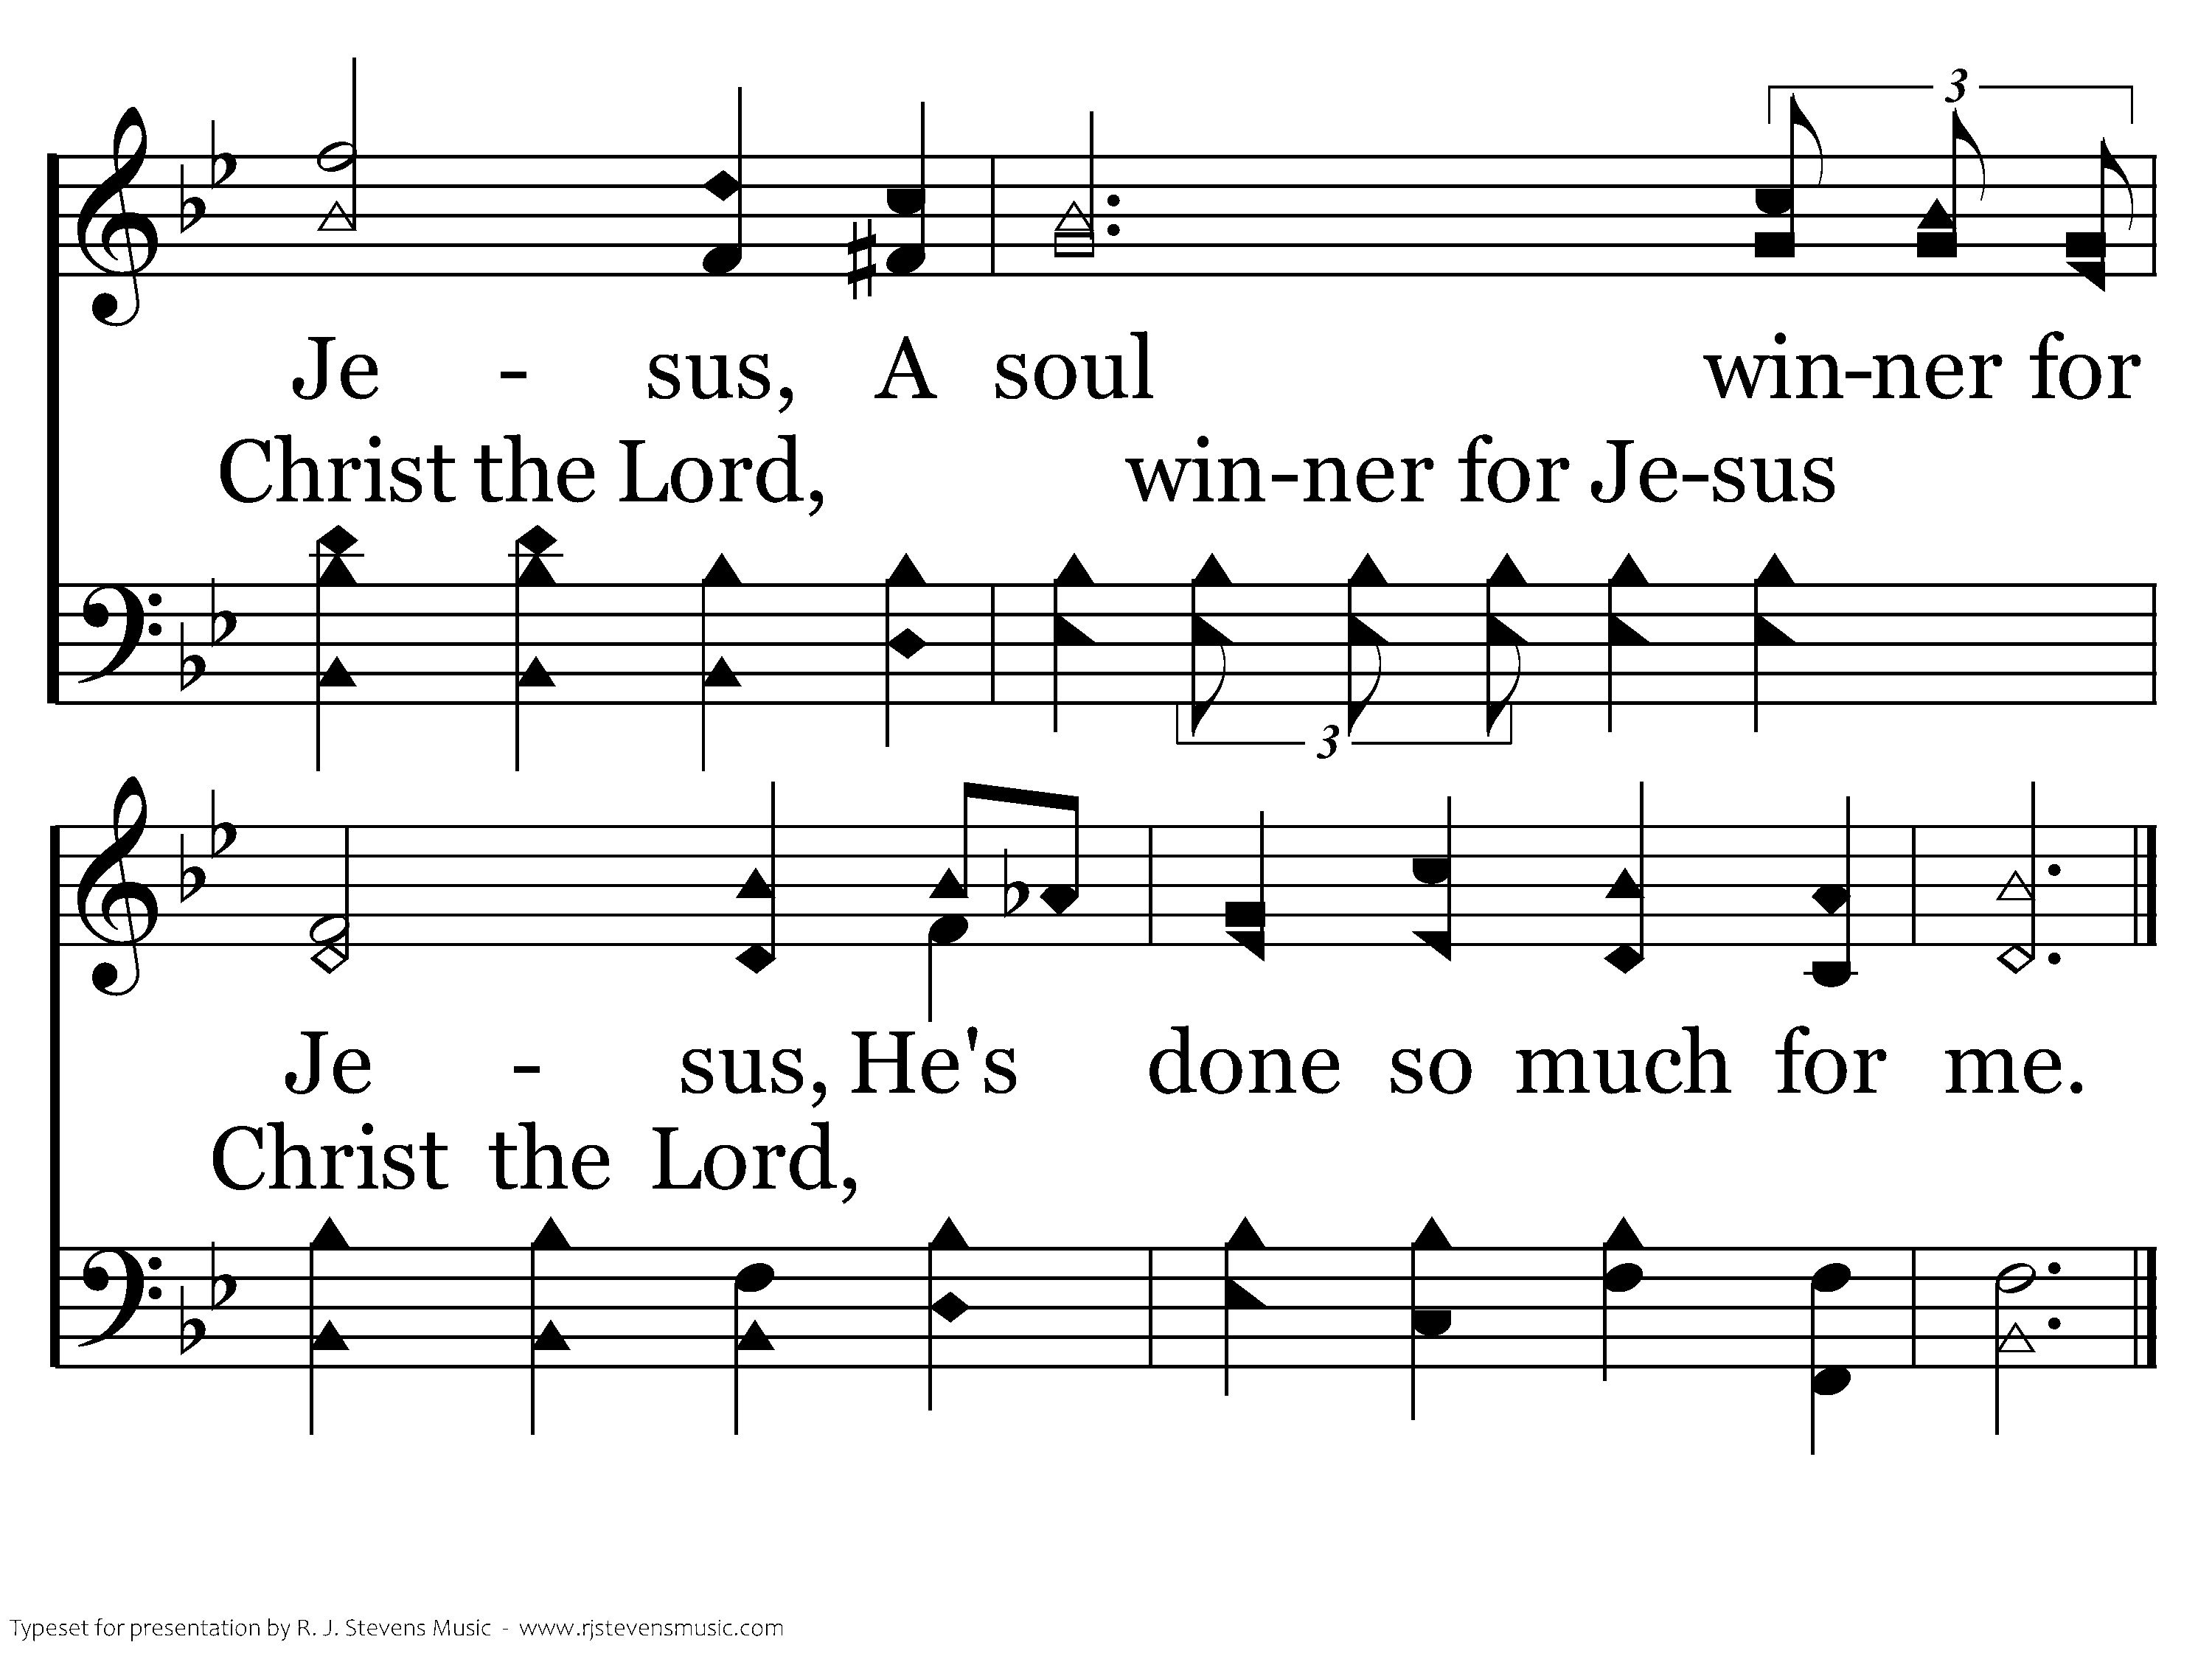 3
Je - sus, A soul win-ner for
Christ the Lord, win-ner for Je-sus
3
Je - sus, He's done so much for me.
Christ the Lord,
Typeset for presentation by R. J. Stevens Music - www.rjstevensmusic.com